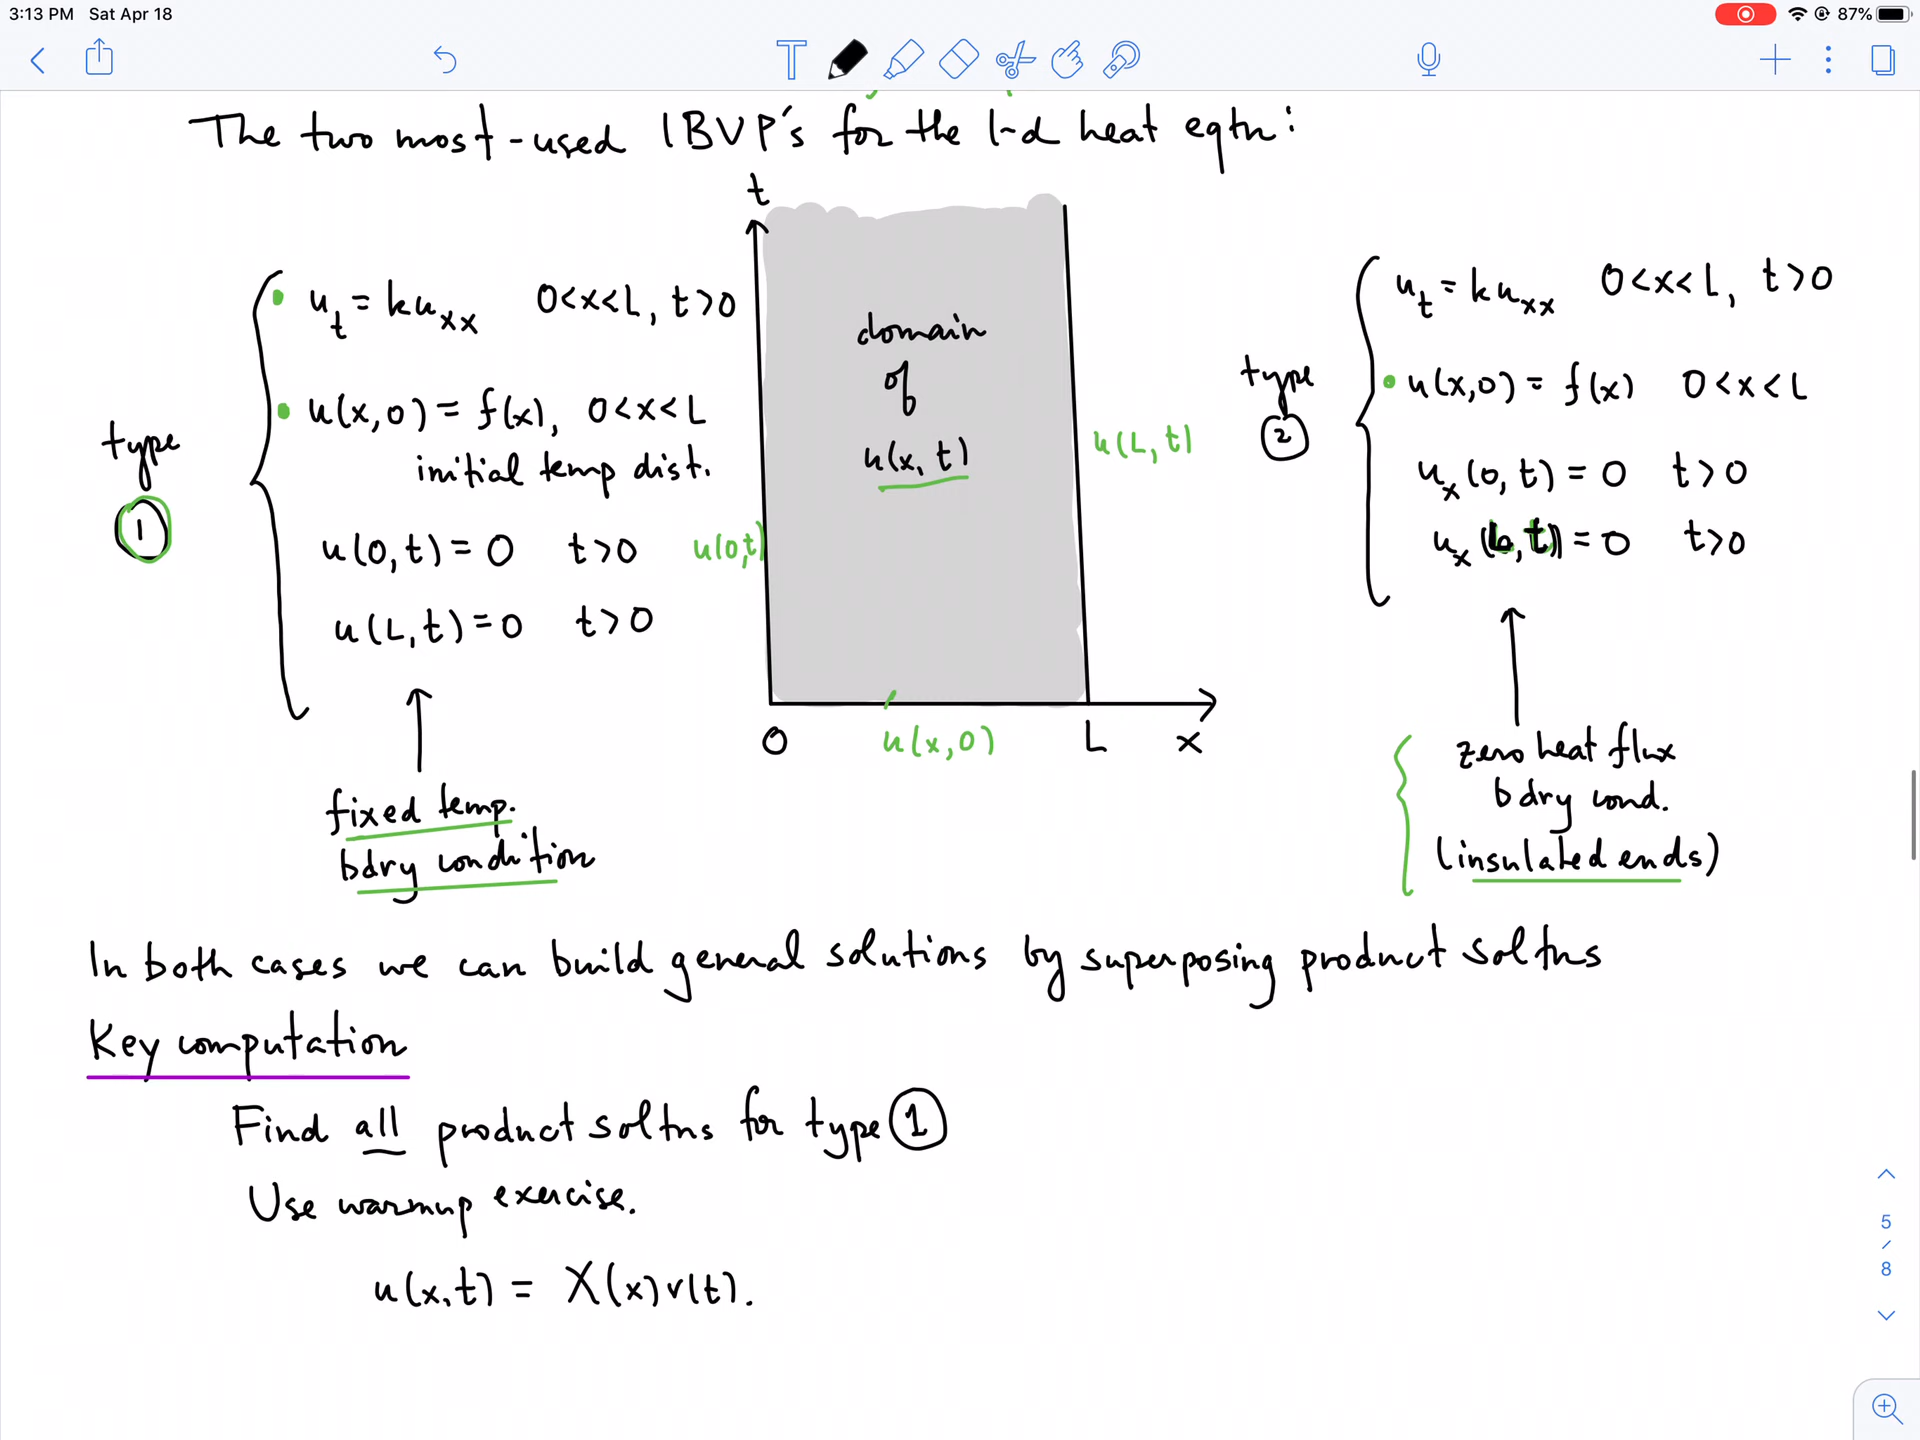 3:13 PM Sat Apr 18
87%
The two most-used IBVP's for the 1-d heat eqtn:
t
type
1
u_t = ku_xx 0<x<L, t>0
u(x,0) = f(x), 0<x<L
initial temp dist.
u(0,t) = 0 t>0
u(L,t) = 0 t>0
fixed temp.
bdry condition
domain
of
u(x,t)
u(0,t)
u(L,t)
0 u(x,0) L x
type
2
u_t = ku_xx 0<x<L, t>0
u(x,0) = f(x) 0<x<L
u_x(0,t) = 0 t>0
u_x(L,t) = 0 t>0
zero heat flux
bdry cond.
(insulated ends)
In both cases we can build general solutions by superposing product soltns
Key computation
Find all product soltns for type 1
Use warmup exercise.
u(x,t) = X(x)v(t).
5
/
8